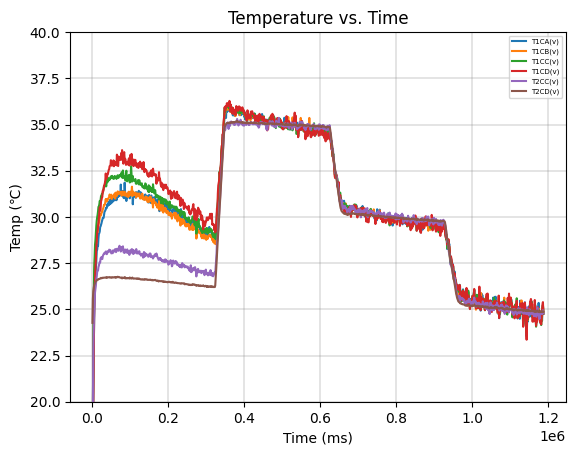 Temperature vs. Time
40.0
37.5
35.0
32.5
30.0
27.5
25.0
22.5
20.0
Temp (°C)
T1CA(v)
T1CB(v)
T1CC(v)
T1CD(v)
T2CC(v)
T2CD(v)
0.0 0.2 0.4 0.6 0.8 1.0 1.2
1e6
Time (ms)